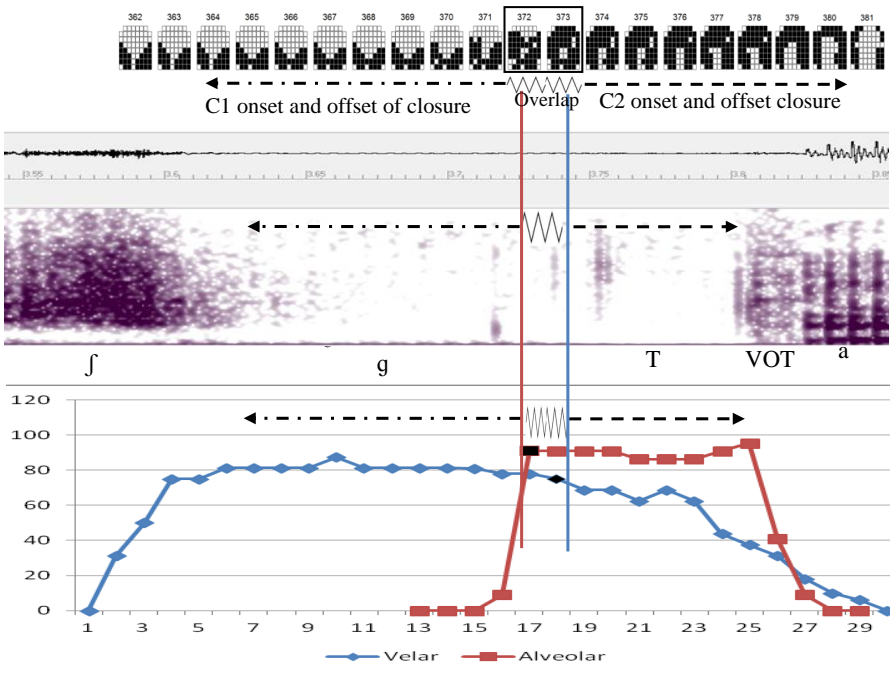 362 363 364 365 366 367 368 369 370 371 372 373 374 375 376 377 378 379 380 381
C1 onset and offset of closure Overlap C2 onset and offset closure
3.55 3.6 3.65 3.7 3.75 3.8 3.85
ʃ g T VOT a
120
100
80
60
40
20
0
1 3 5 7 9 11 13 15 17 19 21 23 25 27 29
Velar Alveolar